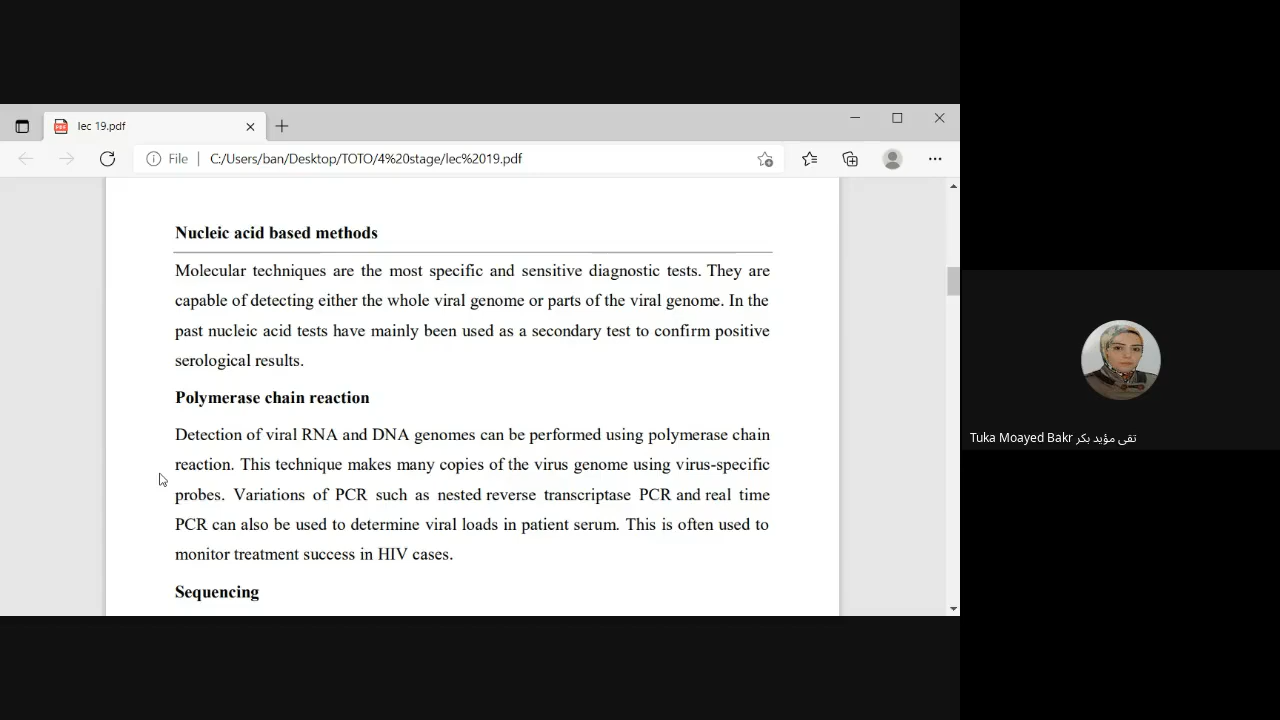 lec 19.pdf
File | C:/Users/ban/Desktop/TOTO/4%20stage/lec%2019.pdf
Nucleic acid based methods
Molecular techniques are the most specific and sensitive diagnostic tests. They are
capable of detecting either the whole viral genome or parts of the viral genome. In the
past nucleic acid tests have mainly been used as a secondary test to confirm positive
serological results.
Polymerase chain reaction
Detection of viral RNA and DNA genomes can be performed using polymerase chain
reaction. This technique makes many copies of the virus genome using virus-specific
probes. Variations of PCR such as nested reverse transcriptase PCR and real time
PCR can also be used to determine viral loads in patient serum. This is often used to
monitor treatment success in HIV cases.
Sequencing
Tuka Moayed Bakr تقى مؤيد بكر